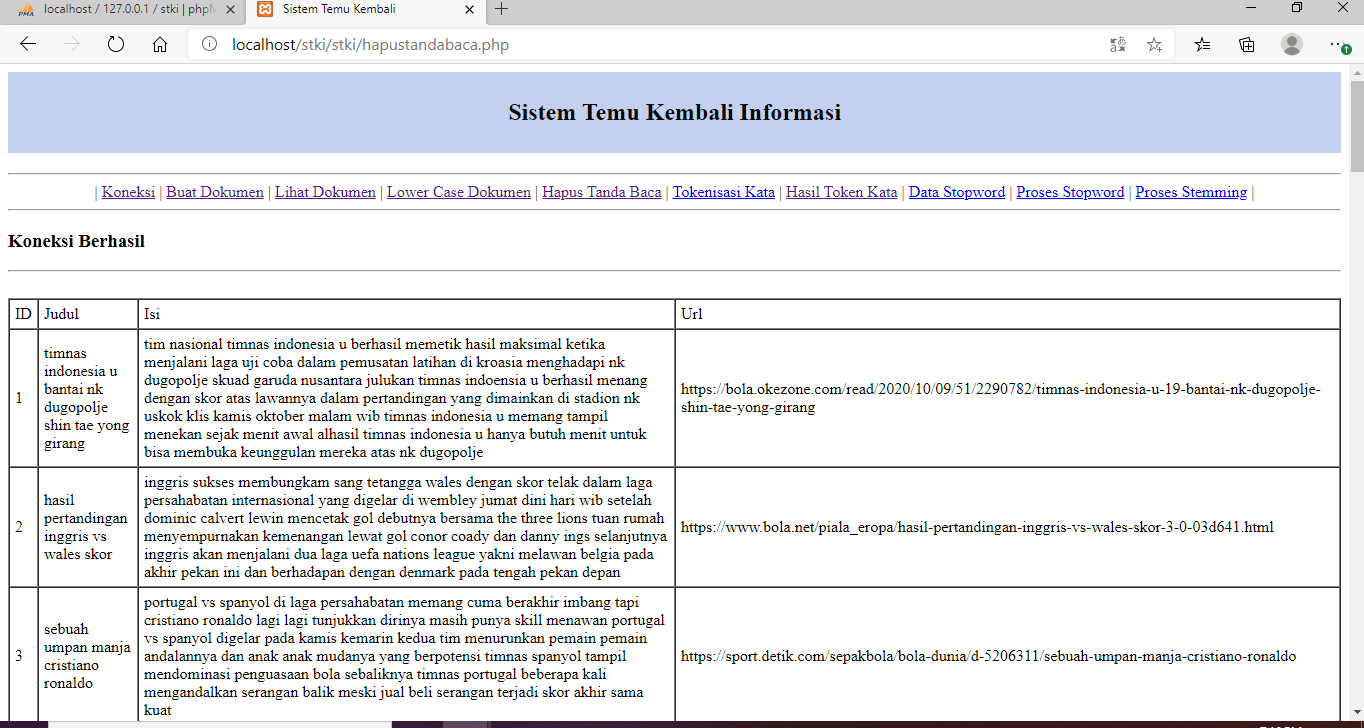 localhost / 127.0.0.1 / stki | phpM
Sistem Temu Kembali
localhost/stki/stki/hapustandabaca.php
Sistem Temu Kembali Informasi
| Koneksi | Buat Dokumen | Lihat Dokumen | Lower Case Dokumen | Hapus Tanda Baca | Tokenisasi Kata | Hasil Token Kata | Data Stopword | Proses Stopword | Proses Stemming |
Koneksi Berhasil
ID Judul Isi Url
1
timnas
indonesia u
bantai nk
dugopolje
shin tae yong
girang
tim nasional timnas indonesia u berhasil memetik hasil maksimal ketika
menjalani laga uji coba dalam pemusatan latihan di kroasia menghadapi nk
dugopolje skuad garuda nusantara julukan timnas indoensia u berhasil menang
dengan skor atas lawannya dalam pertandingan yang dimainkan di stadion nk
uskok klis kamis oktober malam wib timnas indonesia u memang tampil
menekan sejak menit awal alhasil timnas indonesia u hanya butuh menit untuk
bisa membuka keunggulan mereka atas nk dugopolje
https://bola.okezone.com/read/2020/10/09/51/2290782/timnas-indonesia-u-19-bantai-nk-dugopolje-
shin-tae-yong-girang
2
hasil
pertandingan
inggris vs
wales skor
inggris sukses membungkam sang tetangga wales dengan skor telak dalam laga
persahabatan internasional yang digelar di wembley jumat dini hari wib setelah
dominic calvert lewin mencetak gol debutnya bersama the three lions tuan rumah
menyempurnakan kemenangan lewat gol conor coady dan danny ings selanjutnya
inggris akan menjalani dua laga uefa nations league yakni melawan belgia pada
akhir pekan ini dan berhadapan dengan denmark pada tengah pekan depan
https://www.bola.net/piala_eropa/hasil-pertandingan-inggris-vs-wales-skor-3-0-03d641.html
3
sebuah
umpan manja
cristiano
ronaldo
portugal vs spanyol di laga persahabatan memang cuma berakhir imbang tapi
cristiano ronaldo lagi lagi tunjukkan dirinya masih punya skill menawan portugal
vs spanyol digelar pada kamis kemarin kedua tim menurunkan pemain pemain
andalannya dan anak anak mudanya yang berpotensi timnas spanyol tampil
mendominasi penguasaan bola sebaliknya timnas portugal beberapa kali
mengandalkan serangan balik meski jual beli serangan terjadi skor akhir sama
kuat
https://sport.detik.com/sepakbola/bola-dunia/d-5206311/sebuah-umpan-manja-cristiano-ronaldo